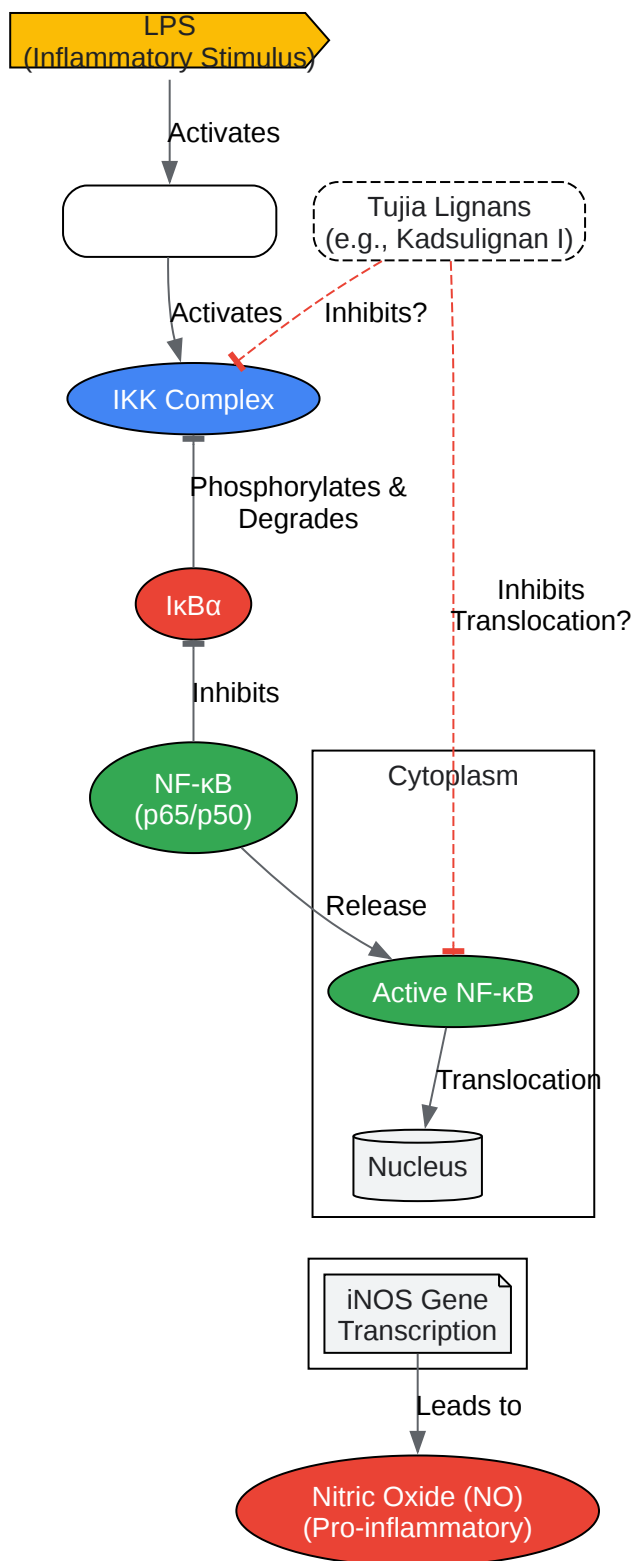 LPS
(Inflammatory Stimulus)
Activates
Tujia Lignans
(e.g., Kadsulignan I)
Activates
Inhibits?
IKK Complex
Phosphorylates &
Degrades
IκBα
Inhibits
Translocation?
Inhibits
NF-κB
(p65/p50)
Cytoplasm
Release
Active NF-κB
Translocation
Nucleus
iNOS Gene
Transcription
Leads to
Nitric Oxide (NO)
(Pro-inflammatory)